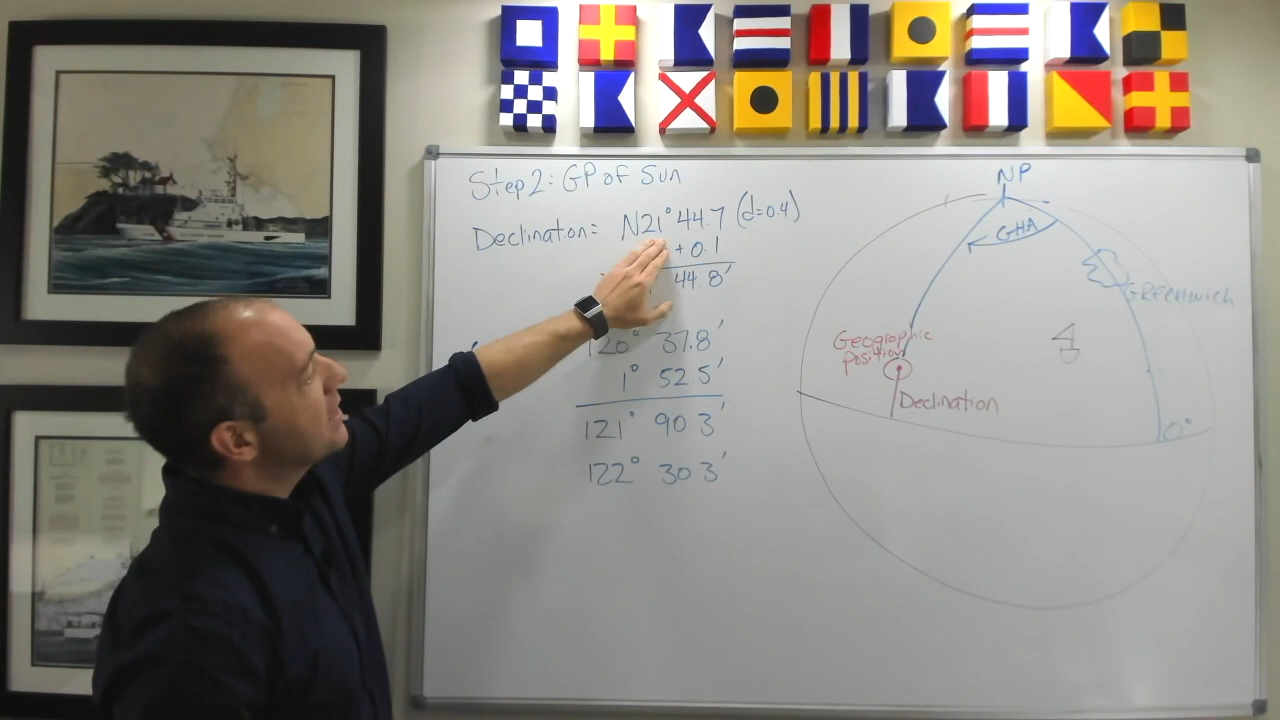 Step 2: GP of Sun
Declination: N21° 44.7 (d=0.4)
+ 0.1
44.8'
120° 37.8'
1° 52 5'
121° 90 3'
122° 30 3'
NP
GHA
GREENWICH
Geographic
Position
Declination
0°